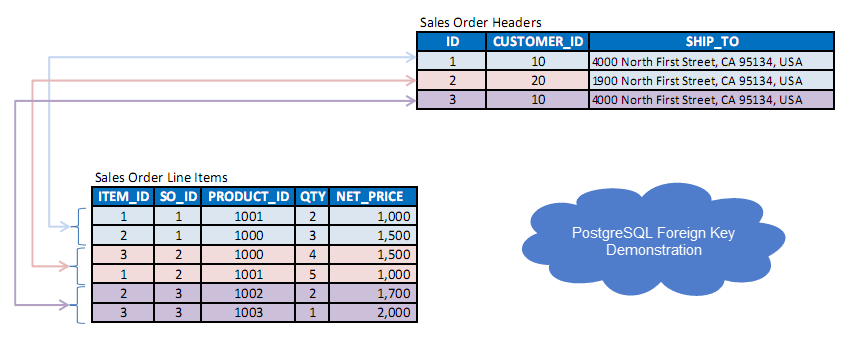 Sales Order Headers
ID CUSTOMER_ID SHIP_TO
1 10 4000 North First Street, CA 95134, USA
2 20 1900 North First Street, CA 95134, USA
3 10 4000 North First Street, CA 95134, USA
Sales Order Line Items
ITEM_ID SO_ID PRODUCT_ID QTY NET_PRICE
1 1 1001 2 1,000
2 1 1000 3 1,500
3 2 1000 4 1,500
1 2 1001 5 1,000
2 3 1002 2 1,700
3 3 1003 1 2,000
PostgreSQL Foreign Key
Demonstration